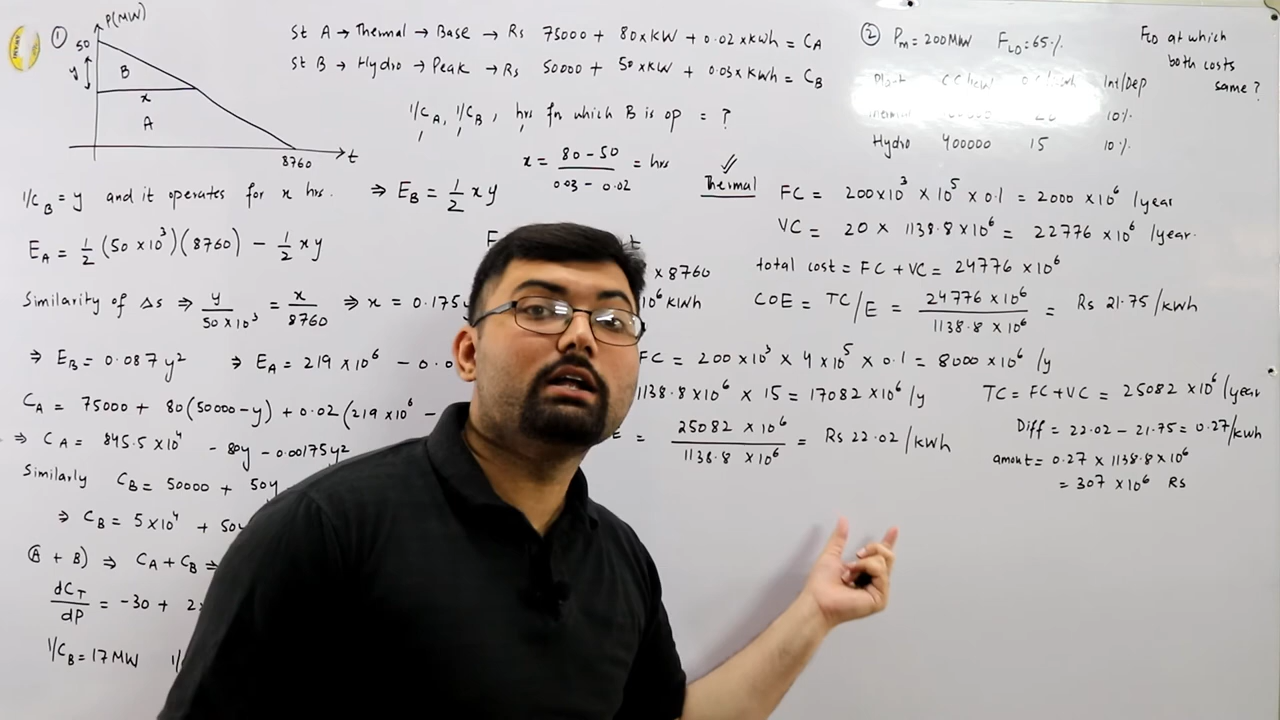 ①
P(MW)
50
y
B
x
A
8760
t
St A → Thermal → Base → Rs 75000 + 80 x KW + 0.02 x kWh = CA
St B → Hydro → Peak → Rs 50000 + 50 x KW + 0.03 x kWh = CB
I/CA, I/CB, hrs for which B is op = ?
x = (80 - 50)/(0.03 - 0.02) = hrs
I/CB = y and it operates for x hrs. ⇒ EB = 1/2 x y
EA = 1/2 (50 x 10³)(8760) - 1/2 xy
Similarity of Δs ⇒ y/(50 x 10³) = x/8760 ⇒ x = 0.175y
⇒ EB = 0.087 y² ⇒ EA = 219 x 10⁶ - 0.0
CA = 75000 + 80(50000 - y) + 0.02(219 x 10⁶ -
⇒ CA = 845.5 x 10⁴ - 80y - 0.00175y²
Similarly CB = 50000 + 50y
⇒ CB = 5 x 10⁴ + 50y
(A + B) ⇒ CA + CB ⇒
dCT/dP = -30 + 2
I/CB = 17 MW
② Pm = 200MW FLD = 65%
FLD at which
both costs
same?
Int/Dep
10%
Hydro 400000 15 10%
x 8760
10⁶ kWh
Thermal
FC = 200 x 10³ x 10⁵ x 0.1 = 2000 x 10⁶ /year
VC = 20 x 1138.8 x 10⁶ = 22776 x 10⁶ /year.
total cost = FC + VC = 24776 x 10⁶
COE = TC/E = (24776 x 10⁶)/(1138.8 x 10⁶) = Rs 21.75 /kWh
FC = 200 x 10³ x 4 x 10⁵ x 0.1 = 8000 x 10⁶ /y
1138.8 x 10⁶ x 15 = 17082 x 10⁶ /y
TC = FC + VC = 25082 x 10⁶ /year
= (25082 x 10⁶)/(1138.8 x 10⁶) = Rs 22.02 /kWh
Diff = 22.02 - 21.75 = 0.27/kWh
amount = 0.27 x 1138.8 x 10⁶
= 307 x 10⁶ Rs